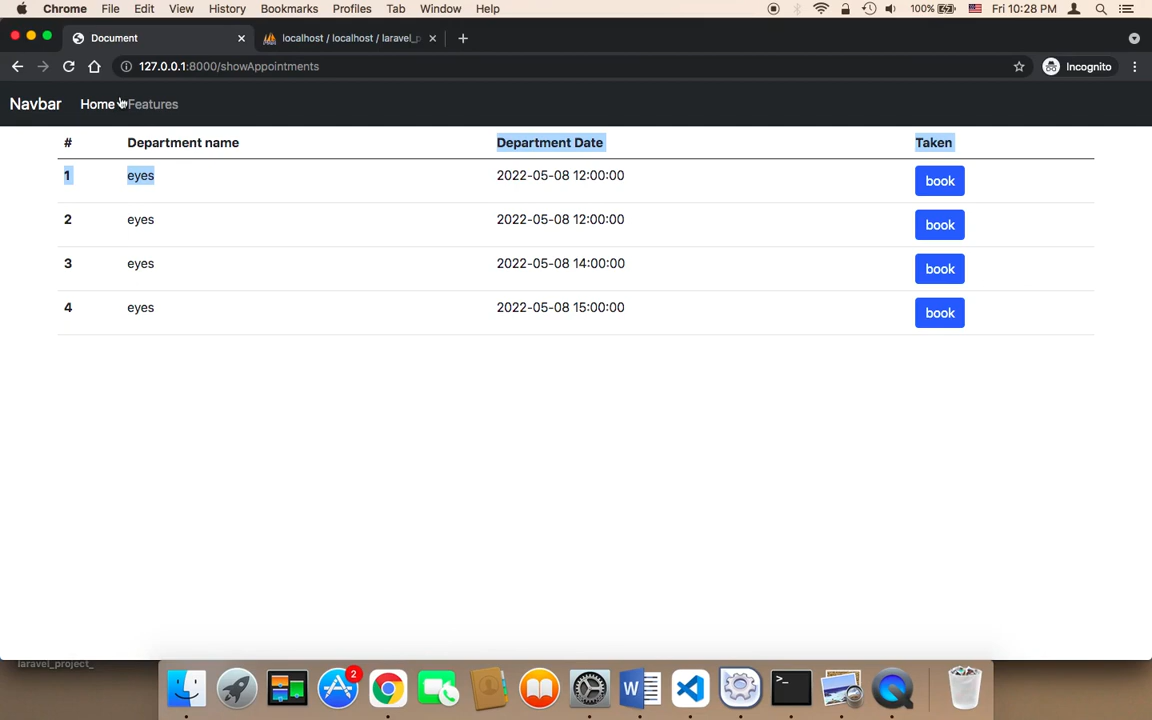 Chrome File Edit View History Bookmarks Profiles Tab Window Help 100% Fri 10:28 PM
Document localhost / localhost / laravel_p
127.0.0.1:8000/showAppointments Incognito
Navbar Home Features
# Department name Department Date Taken
1 eyes 2022-05-08 12:00:00 book
2 eyes 2022-05-08 12:00:00 book
3 eyes 2022-05-08 14:00:00 book
4 eyes 2022-05-08 15:00:00 book
laravel_project_
2